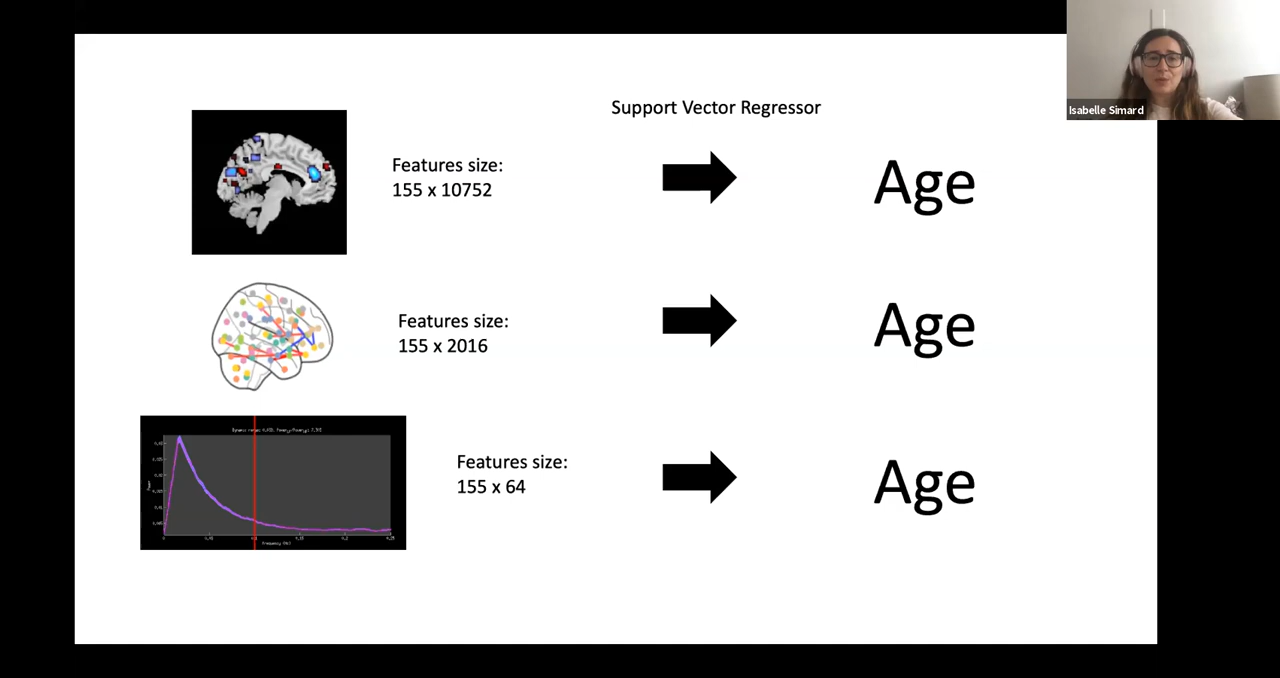 Isabelle Simard
Support Vector Regressor
Features size:
155 x 10752
Age
Features size:
155 x 2016
Age
Features size:
155 x 64
Age